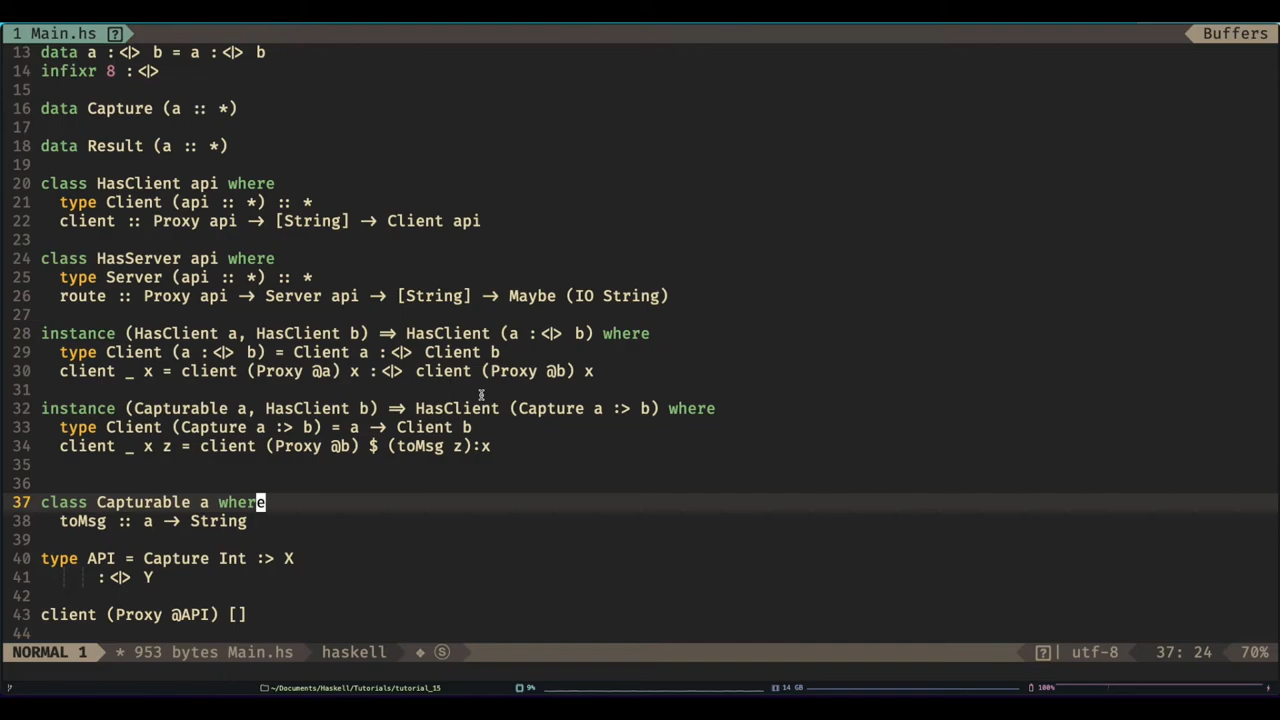 1 Main.hs [?] Buffers
13 data a :<|> b = a :<|> b
14 infixr 8 :<|>
15
16 data Capture (a :: *)
17
18 data Result (a :: *)
19
20 class HasClient api where
21   type Client (api :: *) :: *
22   client :: Proxy api → [String] → Client api
23
24 class HasServer api where
25   type Server (api :: *) :: *
26   route :: Proxy api → Server api → [String] → Maybe (IO String)
27
28 instance (HasClient a, HasClient b) ⇒ HasClient (a :<|> b) where
29   type Client (a :<|> b) = Client a :<|> Client b
30   client _ x = client (Proxy @a) x :<|> client (Proxy @b) x
31
32 instance (Capturable a, HasClient b) ⇒ HasClient (Capture a :> b) where
33   type Client (Capture a :> b) = a → Client b
34   client _ x z = client (Proxy @b) $ (toMsg z):x
35
36
37 class Capturable a where
38   toMsg :: a → String
39
40 type API = Capture Int :> X
41       :<|> Y
42
43 client (Proxy @API) []
44
NORMAL 1 * 953 bytes Main.hs haskell ❖ Ⓢ [?] utf-8 37: 24 70%
~/Documents/Haskell/Tutorials/tutorial_15 9% 14 GB 100%